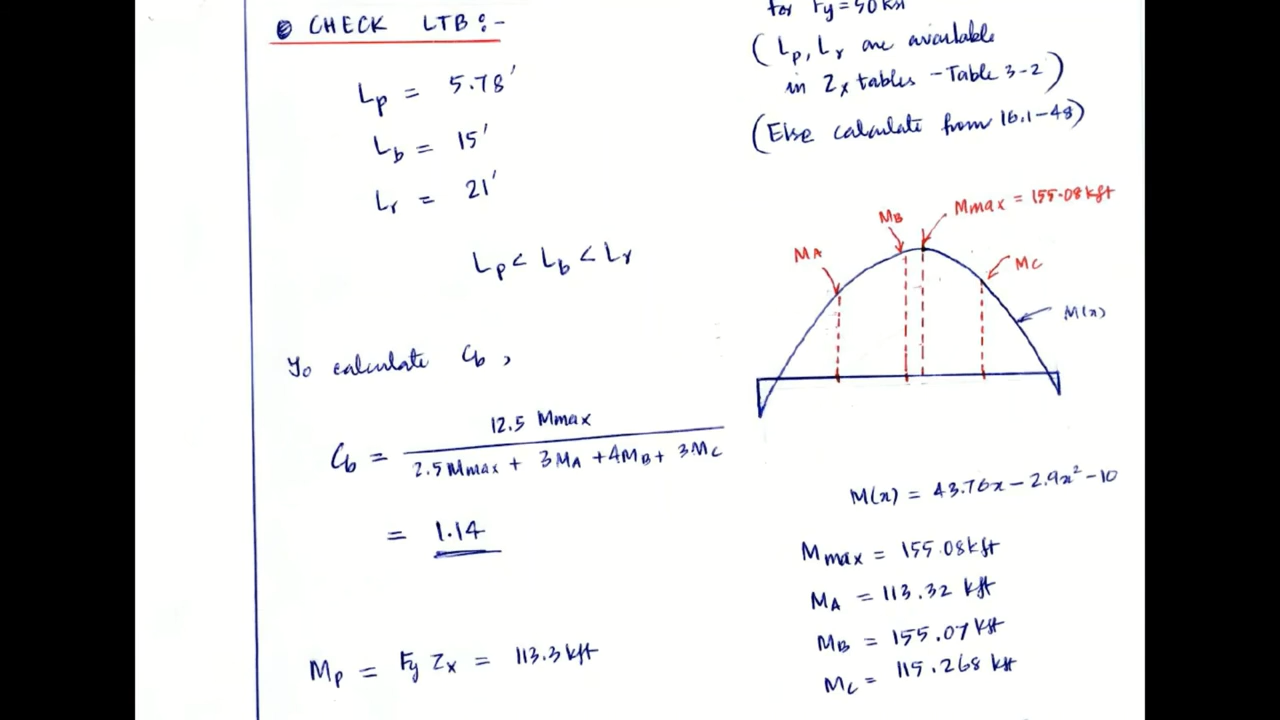 CHECK LTB :-
Lp = 5.78'
Lb = 15'
Lr = 21'
Lp < Lb < Lr
To calculate Cb,
Cb = 12.5 Mmax
2.5 Mmax + 3MA + 4MB + 3MC
= 1.14
Mp = Fy Zx = 113.3 kft
for Fy = 50 ksi
(Lp, Lr are available
in Zx tables - Table 3-2)
(Else calculate from 16.1-48)
MA
MB
Mmax = 155.08 kft
MC
M(x)
M(x) = 43.76x - 2.9x² - 10
Mmax = 155.08 kft
MA = 113.32 kft
MB = 155.07 kft
MC = 115.268 kft